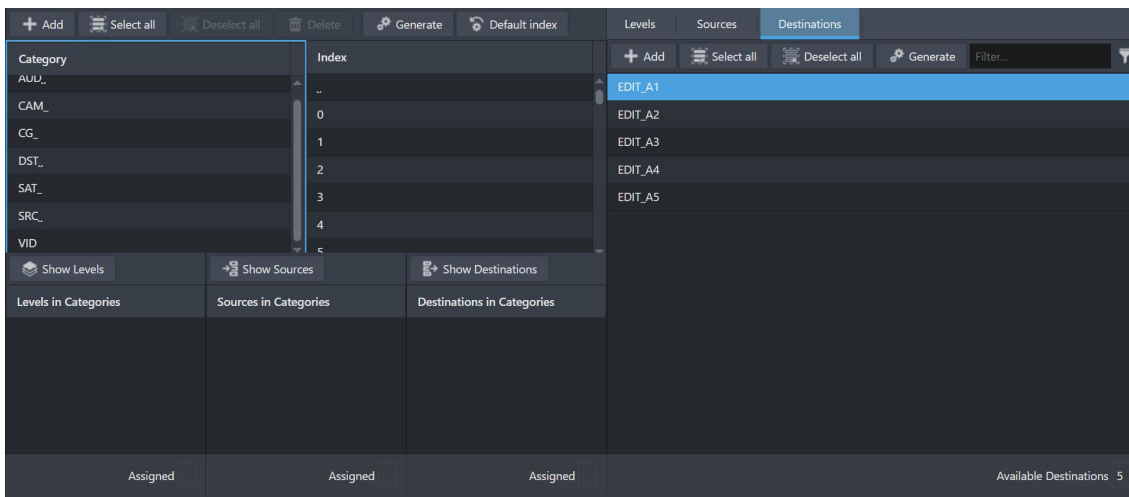 Add Select all Deselect all Delete Generate Default index
Category
AUD_
CAM_
CG_
DST_
SAT_
SRC_
VID
Index
_
0
1
2
3
4
5
Show Levels
Show Sources
Show Destinations
Levels in Categories
Sources in Categories
Destinations in Categories
Assigned
Assigned
Assigned
Levels Sources Destinations
Add Select all Deselect all Generate Filter...
EDIT_A1
EDIT_A2
EDIT_A3
EDIT_A4
EDIT_A5
Available Destinations 5